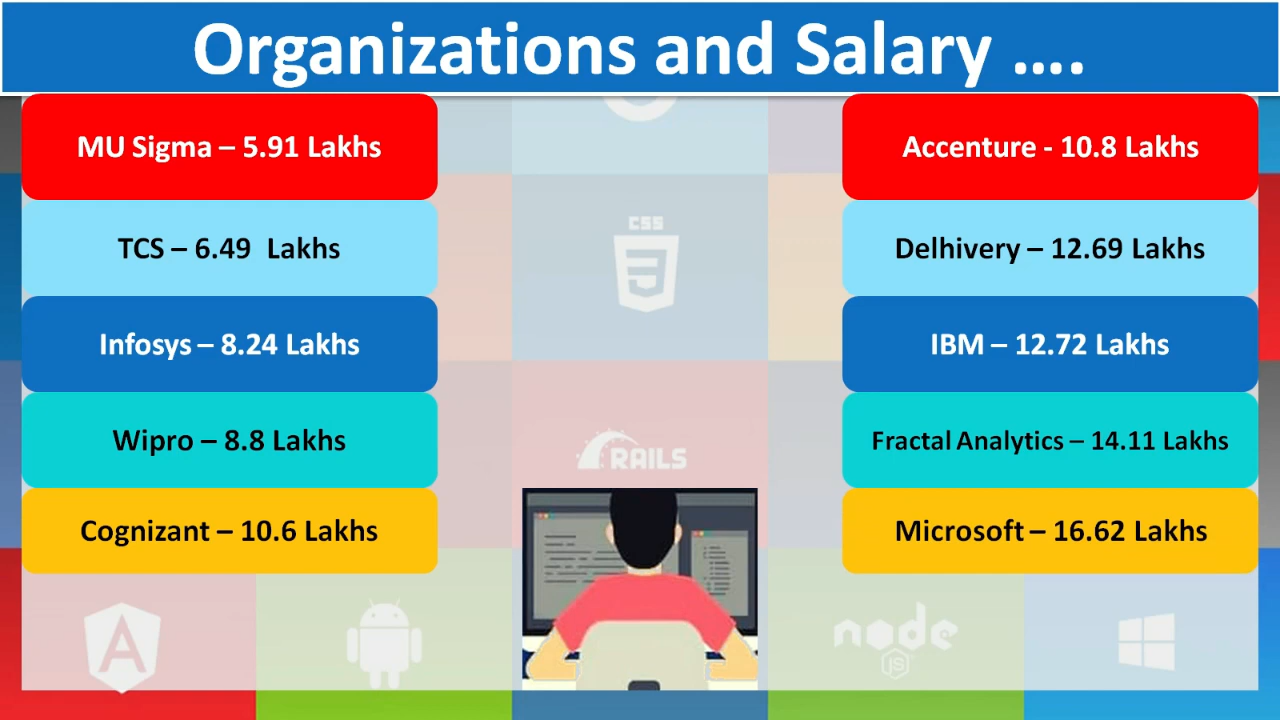 Organizations and Salary ....
MU Sigma – 5.91 Lakhs
TCS – 6.49  Lakhs
Infosys – 8.24 Lakhs
Wipro – 8.8 Lakhs
Cognizant – 10.6 Lakhs
Accenture - 10.8 Lakhs
Delhivery – 12.69 Lakhs
IBM – 12.72 Lakhs
Fractal Analytics – 14.11 Lakhs
Microsoft – 16.62 Lakhs
CSS
3
RAILS
A
node
JS